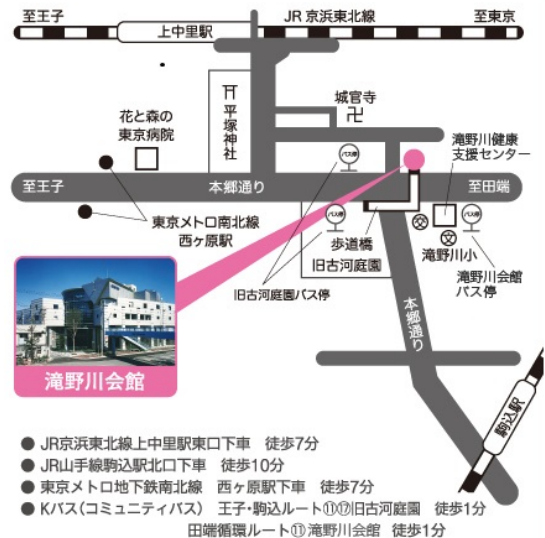 至王子
上中里駅
JR 京浜東北線
至東京
花と森の
東京病院
平塚神社
城官寺
バス停
滝野川健康
支援センター
至王子
本郷通り
至田端
東京メトロ南北線
西ヶ原駅
バス停
歩道橋
文
文
滝野川小
バス停
旧古河庭園
旧古河庭園バス停
滝野川会館
バス停
本郷通り
滝野川会館
駒込駅
● JR京浜東北線上中里駅東口下車 徒歩7分
● JR山手線駒込駅北口下車 徒歩10分
● 東京メトロ地下鉄南北線 西ヶ原駅下車 徒歩7分
● Kバス(コミュニティバス) 王子・駒込ルート⑪⑰旧古河庭園 徒歩1分
田端循環ルート⑪滝野川会館 徒歩1分